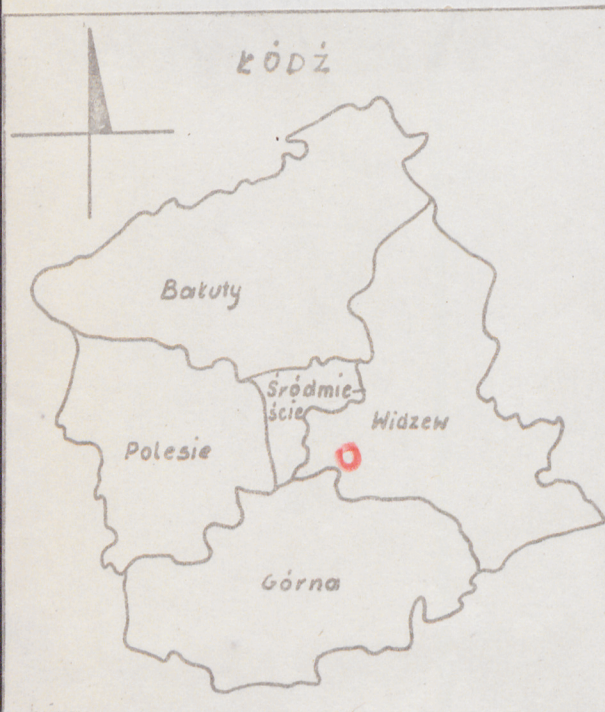 ŁÓDŹ
Bałuty
Śródmie-
ście
Widzew
Polesie
Górna